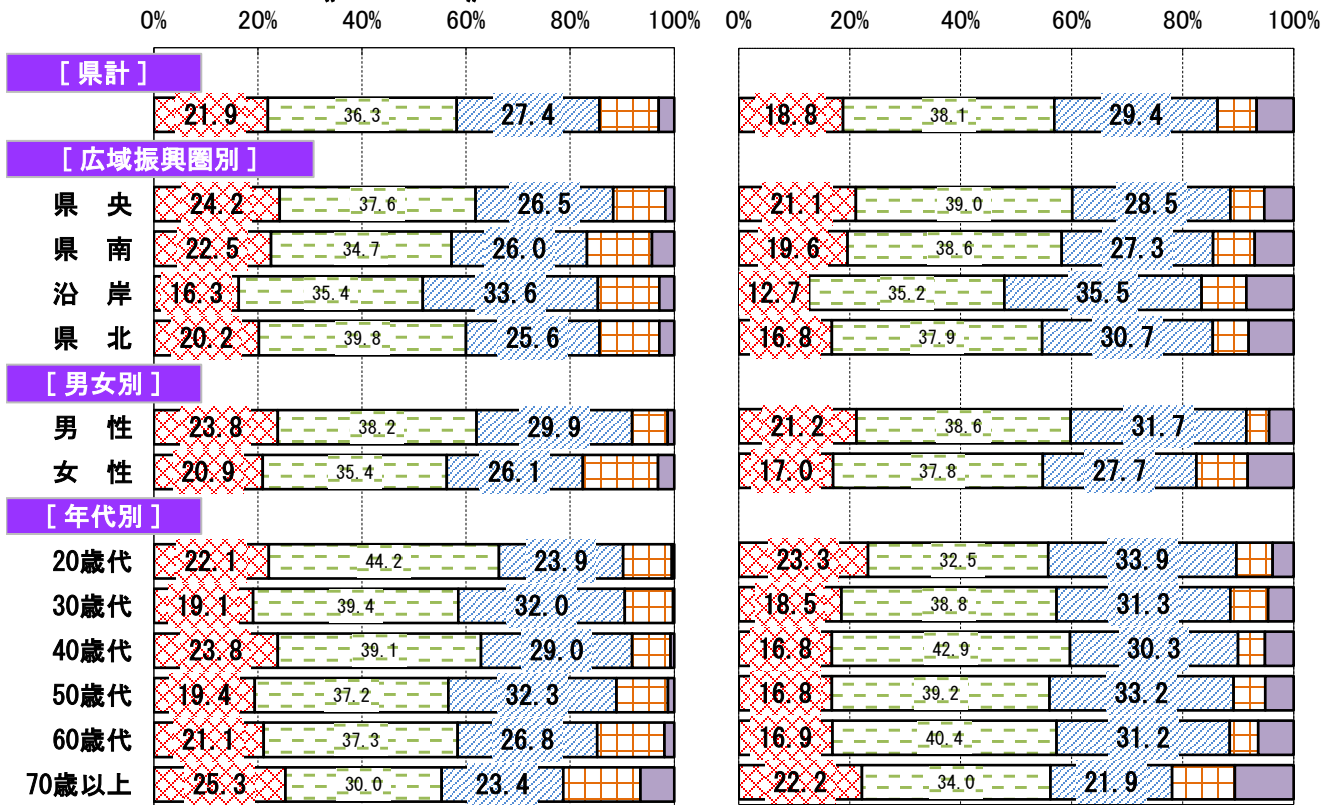 0% 20% 40% 60% 80% 100% 0% 20% 40% 60% 80% 100%
[ 県計 ]
21.9 36.3 27.4 18.8 38.1 29.4
[ 広域振興圏別 ]
県 央 24.2 37.6 26.5 21.1 39.0 28.5
県 南 22.5 34.7 26.0 19.6 38.6 27.3
沿 岸 16.3 35.4 33.6 12.7 35.2 35.5
県 北 20.2 39.8 25.6 16.8 37.9 30.7
[ 男女別 ]
男 性 23.8 38.2 29.9 21.2 38.6 31.7
女 性 20.9 35.4 26.1 17.0 37.8 27.7
[ 年代別 ]
20歳代 22.1 44.2 23.9 23.3 32.5 33.9
30歳代 19.1 39.4 32.0 18.5 38.8 31.3
40歳代 23.8 39.1 29.0 16.8 42.9 30.3
50歳代 19.4 37.2 32.3 16.8 39.2 33.2
60歳代 21.1 37.3 26.8 16.9 40.4 31.2
70歳以上 25.3 30.0 23.4 22.2 34.0 21.9